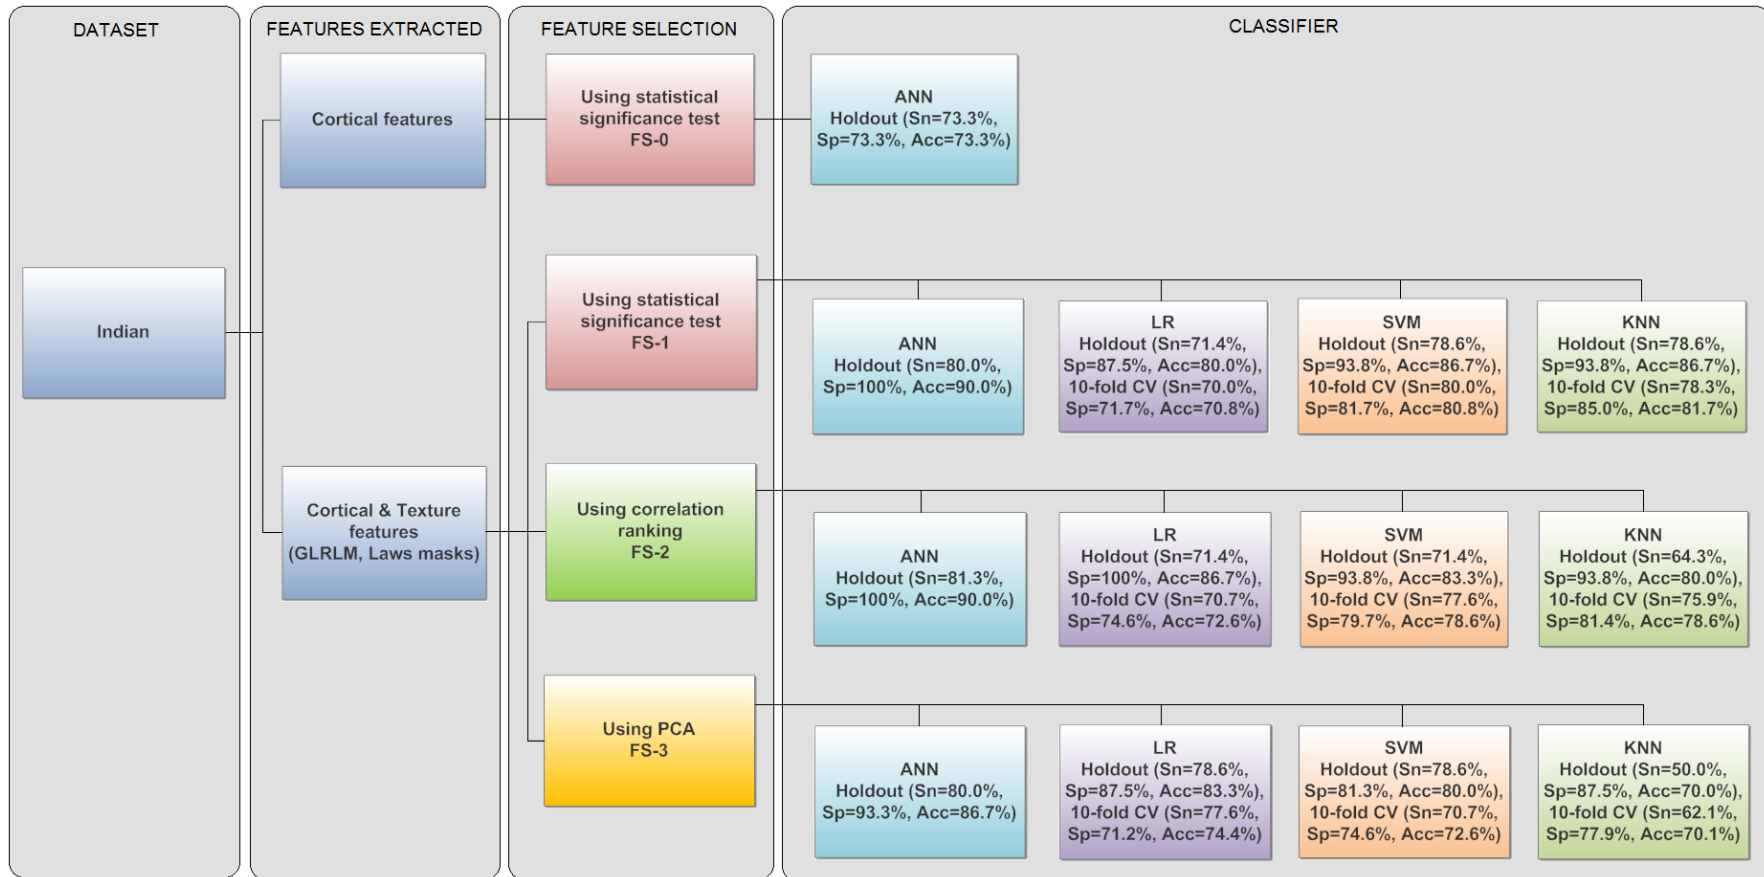 DATASET
FEATURES EXTRACTED
FEATURE SELECTION
CLASSIFIER
Indian
Cortical features
Using statistical
significance test
FS-0
ANN
Holdout (Sn=73.3%,
Sp=73.3%, Acc=73.3%)
Cortical & Texture
features
(GLRLM, Laws masks)
Using statistical
significance test
FS-1
ANN
Holdout (Sn=80.0%,
Sp=100%, Acc=90.0%)
LR
Holdout (Sn=71.4%,
Sp=87.5%, Acc=80.0%),
10-fold CV (Sn=70.0%,
Sp=71.7%, Acc=70.8%)
SVM
Holdout (Sn=78.6%,
Sp=93.8%, Acc=86.7%),
10-fold CV (Sn=80.0%,
Sp=81.7%, Acc=80.8%)
KNN
Holdout (Sn=78.6%,
Sp=93.8%, Acc=86.7%),
10-fold CV (Sn=78.3%,
Sp=85.0%, Acc=81.7%)
Using correlation
ranking
FS-2
ANN
Holdout (Sn=81.3%,
Sp=100%, Acc=90.0%)
LR
Holdout (Sn=71.4%,
Sp=100%, Acc=86.7%),
10-fold CV (Sn=70.7%,
Sp=74.6%, Acc=72.6%)
SVM
Holdout (Sn=71.4%,
Sp=93.8%, Acc=83.3%),
10-fold CV (Sn=77.6%,
Sp=79.7%, Acc=78.6%)
KNN
Holdout (Sn=64.3%,
Sp=93.8%, Acc=80.0%),
10-fold CV (Sn=75.9%,
Sp=81.4%, Acc=78.6%)
Using PCA
FS-3
ANN
Holdout (Sn=80.0%,
Sp=93.3%, Acc=86.7%)
LR
Holdout (Sn=78.6%,
Sp=87.5%, Acc=83.3%),
10-fold CV (Sn=77.6%,
Sp=71.2%, Acc=74.4%)
SVM
Holdout (Sn=78.6%,
Sp=81.3%, Acc=80.0%),
10-fold CV (Sn=70.7%,
Sp=74.6%, Acc=72.6%)
KNN
Holdout (Sn=50.0%,
Sp=87.5%, Acc=70.0%),
10-fold CV (Sn=62.1%,
Sp=77.9%, Acc=70.1%)